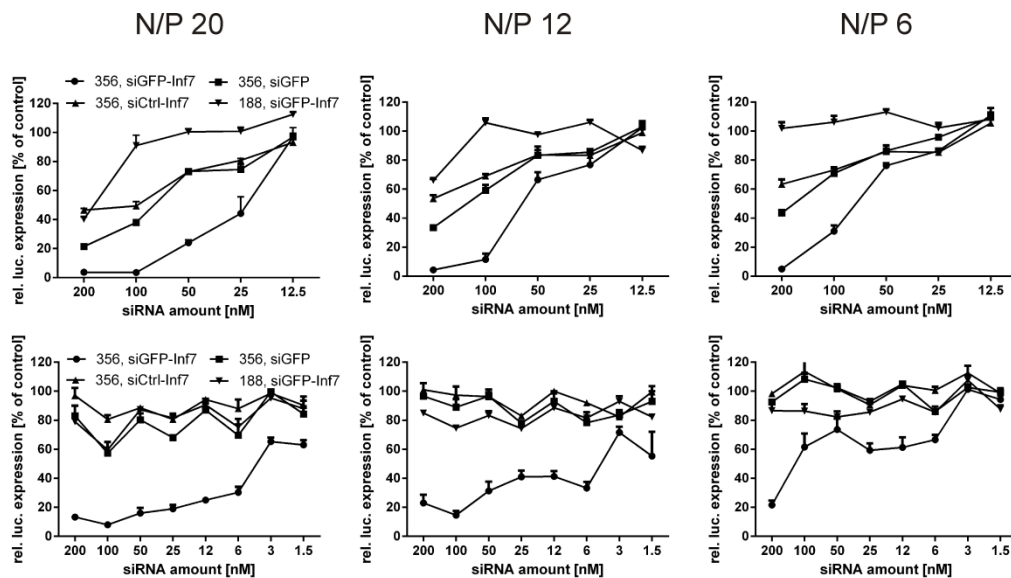 N/P 20 N/P 12 N/P 6
356, siGFP-Inf7 356, siGFP
356, siCtrl-Inf7 188, siGFP-Inf7
rel. luc. expression [% of control]
120
100
80
60
40
20
0
200 100 50 25 12.5
siRNA amount [nM]
rel. luc. expression [% of control]
120
100
80
60
40
20
0
200 100 50 25 12.5
siRNA amount [nM]
rel. luc. expression [% of control]
120
100
80
60
40
20
0
200 100 50 25 12.5
siRNA amount [nM]
356, siGFP-Inf7 356, siGFP
356, siCtrl-Inf7 188, siGFP-Inf7
rel. luc. expression [% of control]
120
100
80
60
40
20
0
200 100 50 25 12 6 3 1.5
siRNA amount [nM]
rel. luc. expression [% of control]
120
100
80
60
40
20
0
200 100 50 25 12 6 3 1.5
siRNA amount [nM]
rel. luc. expression [% of control]
120
100
80
60
40
20
0
200 100 50 25 12 6 3 1.5
siRNA amount [nM]